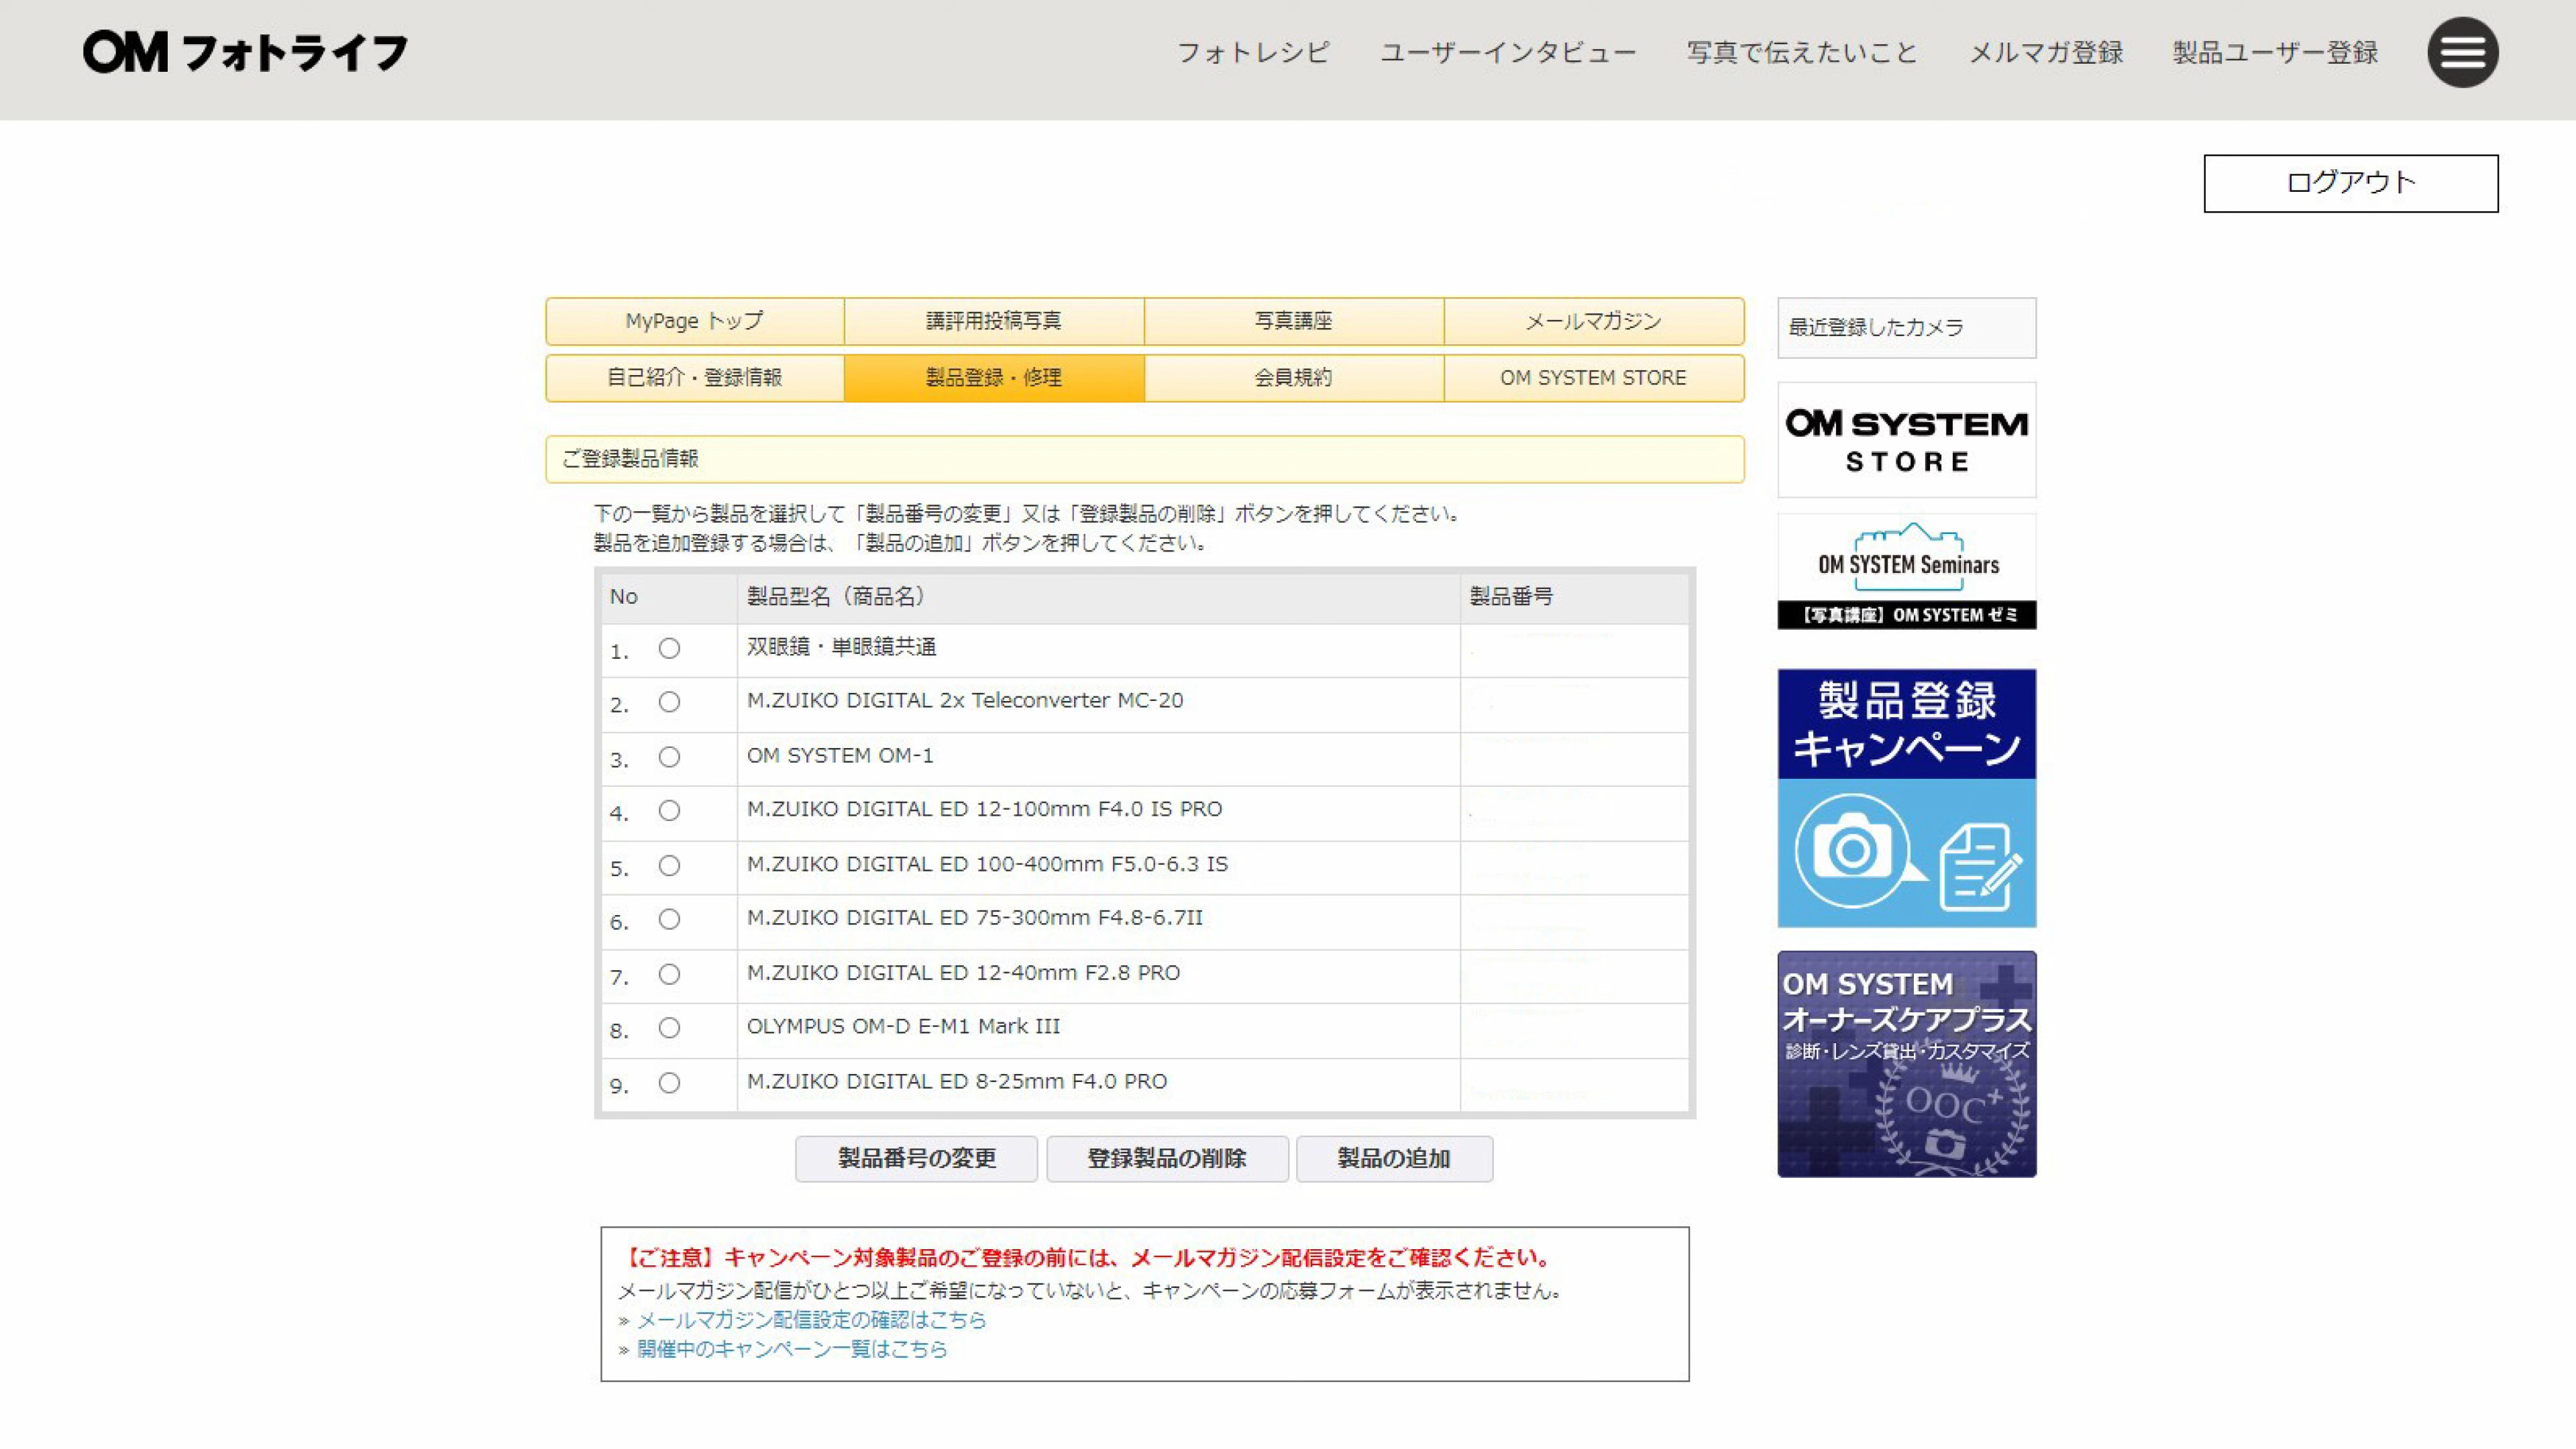 OM フォトライフ
フォトレシピ ユーザーインタビュー 写真で伝えたいこと メルマガ登録 製品ユーザー登録
ログアウト
MyPage トップ 講評用投稿写真 写真講座 メールマガジン
自己紹介・登録情報 製品登録・修理 会員規約 OM SYSTEM STORE
ご登録製品情報
下の一覧から製品を選択して「製品番号の変更」又は「登録製品の削除」ボタンを押してください。
製品を追加登録する場合は、「製品の追加」ボタンを押してください。
No 製品型名（商品名） 製品番号
1. 双眼鏡・単眼鏡共通
2. M.ZUIKO DIGITAL 2x Teleconverter MC-20
3. OM SYSTEM OM-1
4. M.ZUIKO DIGITAL ED 12-100mm F4.0 IS PRO
5. M.ZUIKO DIGITAL ED 100-400mm F5.0-6.3 IS
6. M.ZUIKO DIGITAL ED 75-300mm F4.8-6.7II
7. M.ZUIKO DIGITAL ED 12-40mm F2.8 PRO
8. OLYMPUS OM-D E-M1 Mark III
9. M.ZUIKO DIGITAL ED 8-25mm F4.0 PRO
製品番号の変更 登録製品の削除 製品の追加
【ご注意】キャンペーン対象製品のご登録の前には、メールマガジン配信設定をご確認ください。
メールマガジン配信がひとつ以上ご希望になっていないと、キャンペーンの応募フォームが表示されません。
» メールマガジン配信設定の確認はこちら
» 開催中のキャンペーン一覧はこちら
最近登録したカメラ
OM SYSTEM
STORE
OM SYSTEM Seminars
【写真講座】OM SYSTEM ゼミ
製品登録
キャンペーン
OM SYSTEM
オーナーズケアプラス
診断・レンズ貸出・カスタマイズ
OOC+